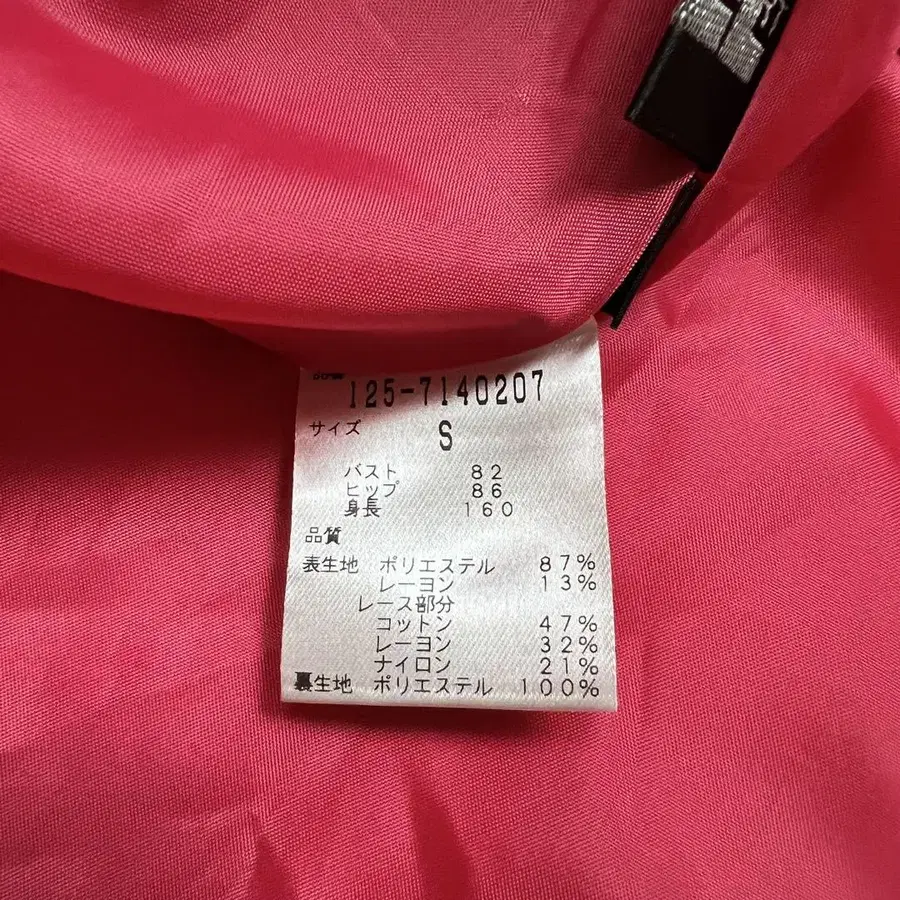 125-7140207
サイズ S
バスト 82
ヒップ 86
身長 160
品質
表生地 ポリエステル 87%
レーヨン 13%
レース部分
コットン 47%
レーヨン 32%
ナイロン 21%
裏生地 ポリエステル 100%